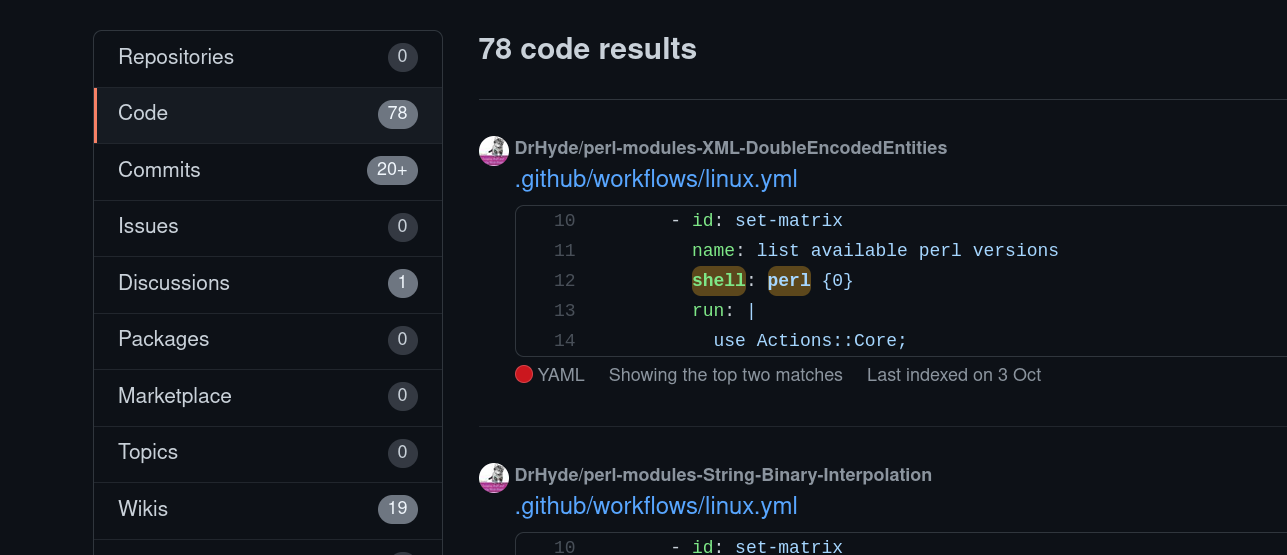 Repositories 0
Code 78
Commits 20+
Issues 0
Discussions 1
Packages 0
Marketplace 0
Topics 0
Wikis 19
78 code results
DrHyde/perl-modules-XML-DoubleEncodedEntities
.github/workflows/linux.yml
10 - id: set-matrix
11 name: list available perl versions
12 shell: perl {0}
13 run: |
14 use Actions::Core;
YAML Showing the top two matches Last indexed on 3 Oct
DrHyde/perl-modules-String-Binary-Interpolation
.github/workflows/linux.yml
10 - id: set-matrix